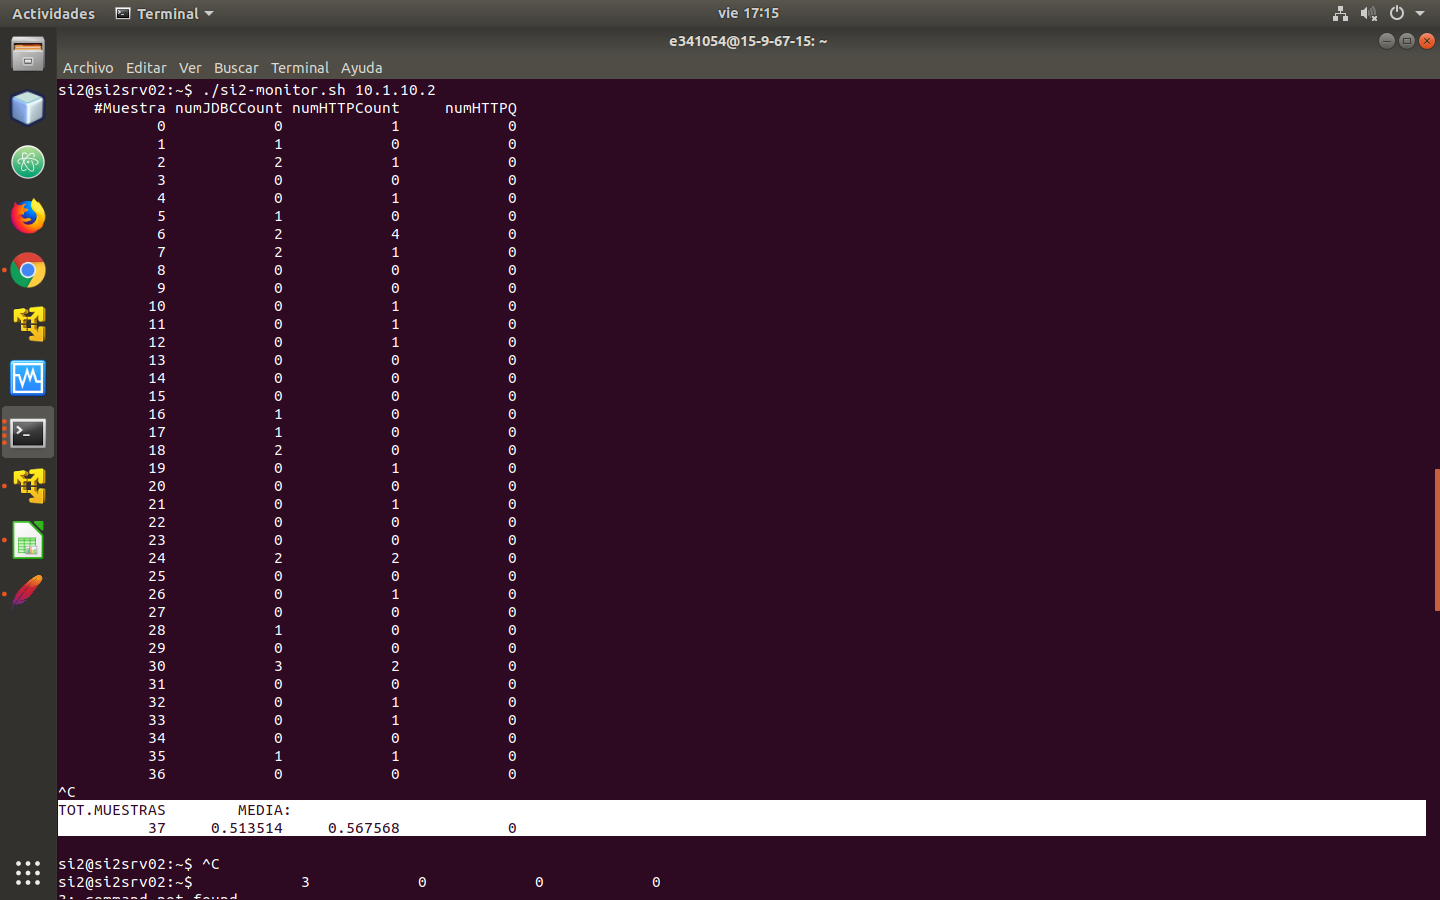 Actividades Terminal vie 17:15
e341054@15-9-67-15: ~
Archivo Editar Ver Buscar Terminal Ayuda
si2@si2srv02:~$ ./si2-monitor.sh 10.1.10.2
#Muestra numJDBCCount numHTTPCount numHTTPQ
0 0 1 0
1 1 0 0
2 2 1 0
3 0 0 0
4 0 1 0
5 1 0 0
6 2 4 0
7 2 1 0
8 0 0 0
9 0 0 0
10 0 1 0
11 0 1 0
12 0 1 0
13 0 0 0
14 0 0 0
15 0 0 0
16 1 0 0
17 1 0 0
18 2 0 0
19 0 1 0
20 0 0 0
21 0 1 0
22 0 0 0
23 0 0 0
24 2 2 0
25 0 0 0
26 0 1 0
27 0 0 0
28 1 0 0
29 0 0 0
30 3 2 0
31 0 0 0
32 0 1 0
33 0 1 0
34 0 0 0
35 1 1 0
36 0 0 0
^C
TOT.MUESTRAS MEDIA:
37 0.513514 0.567568 0
si2@si2srv02:~$ ^C
si2@si2srv02:~$ 3 0 0 0
3: command not found